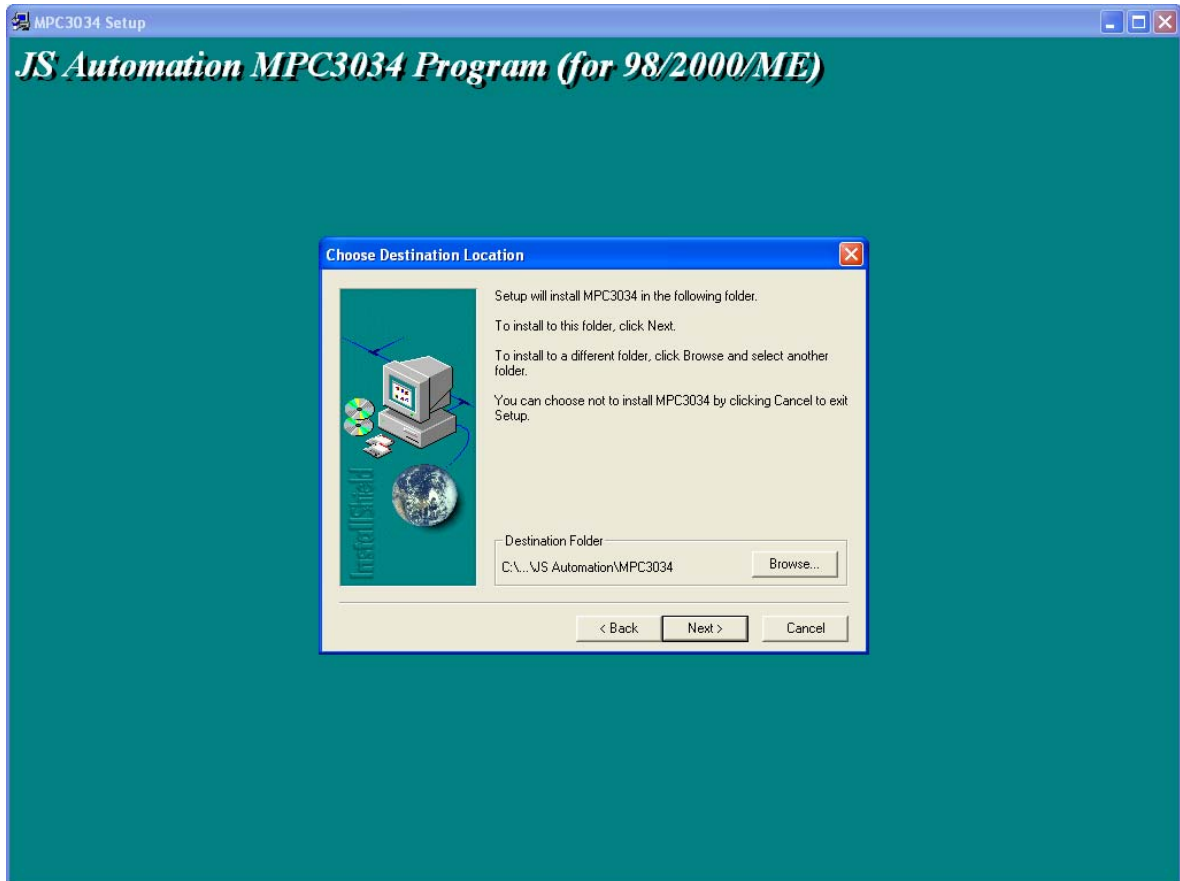 MPC3034 Setup
JS Automation MPC3034 Program (for 98/2000/ME)
Choose Destination Location
Setup will install MPC3034 in the following folder.
To install to this folder, click Next.
To install to a different folder, click Browse and select another
folder.
You can choose not to install MPC3034 by clicking Cancel to exit
Setup.
InstallShield
Destination Folder
C:\...\JS Automation\MPC3034
Browse...
< Back
Next >
Cancel